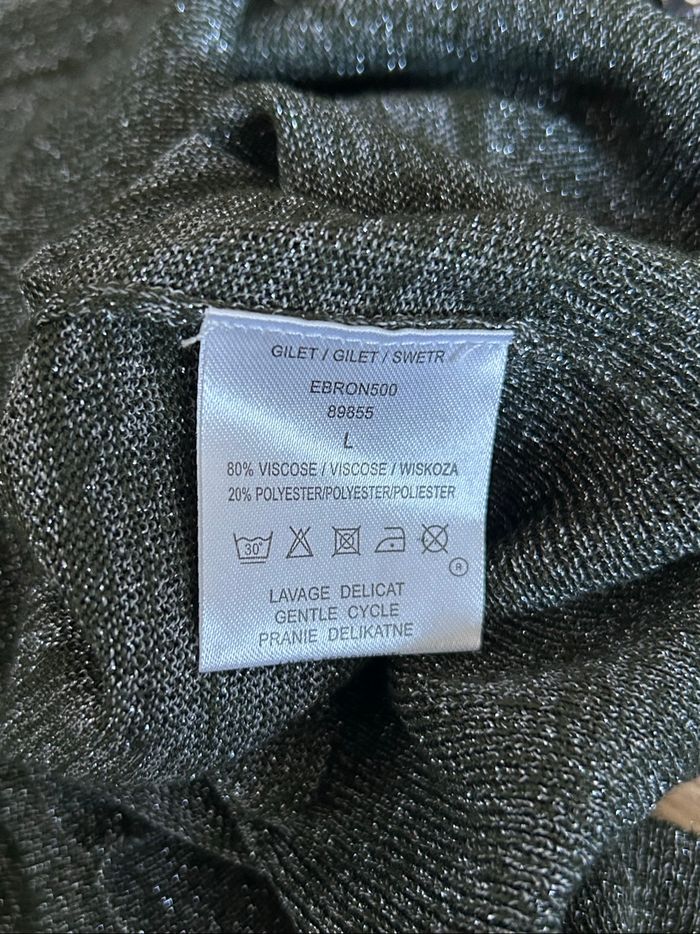 GILET / GILET / SWETR
EBRON500
89855
L
80% VISCOSE / VISCOSE / WISKOZA
20% POLYESTER/POLYESTER/POLIESTER
30°
®
LAVAGE DELICAT
GENTLE CYCLE
PRANIE DELIKATNE